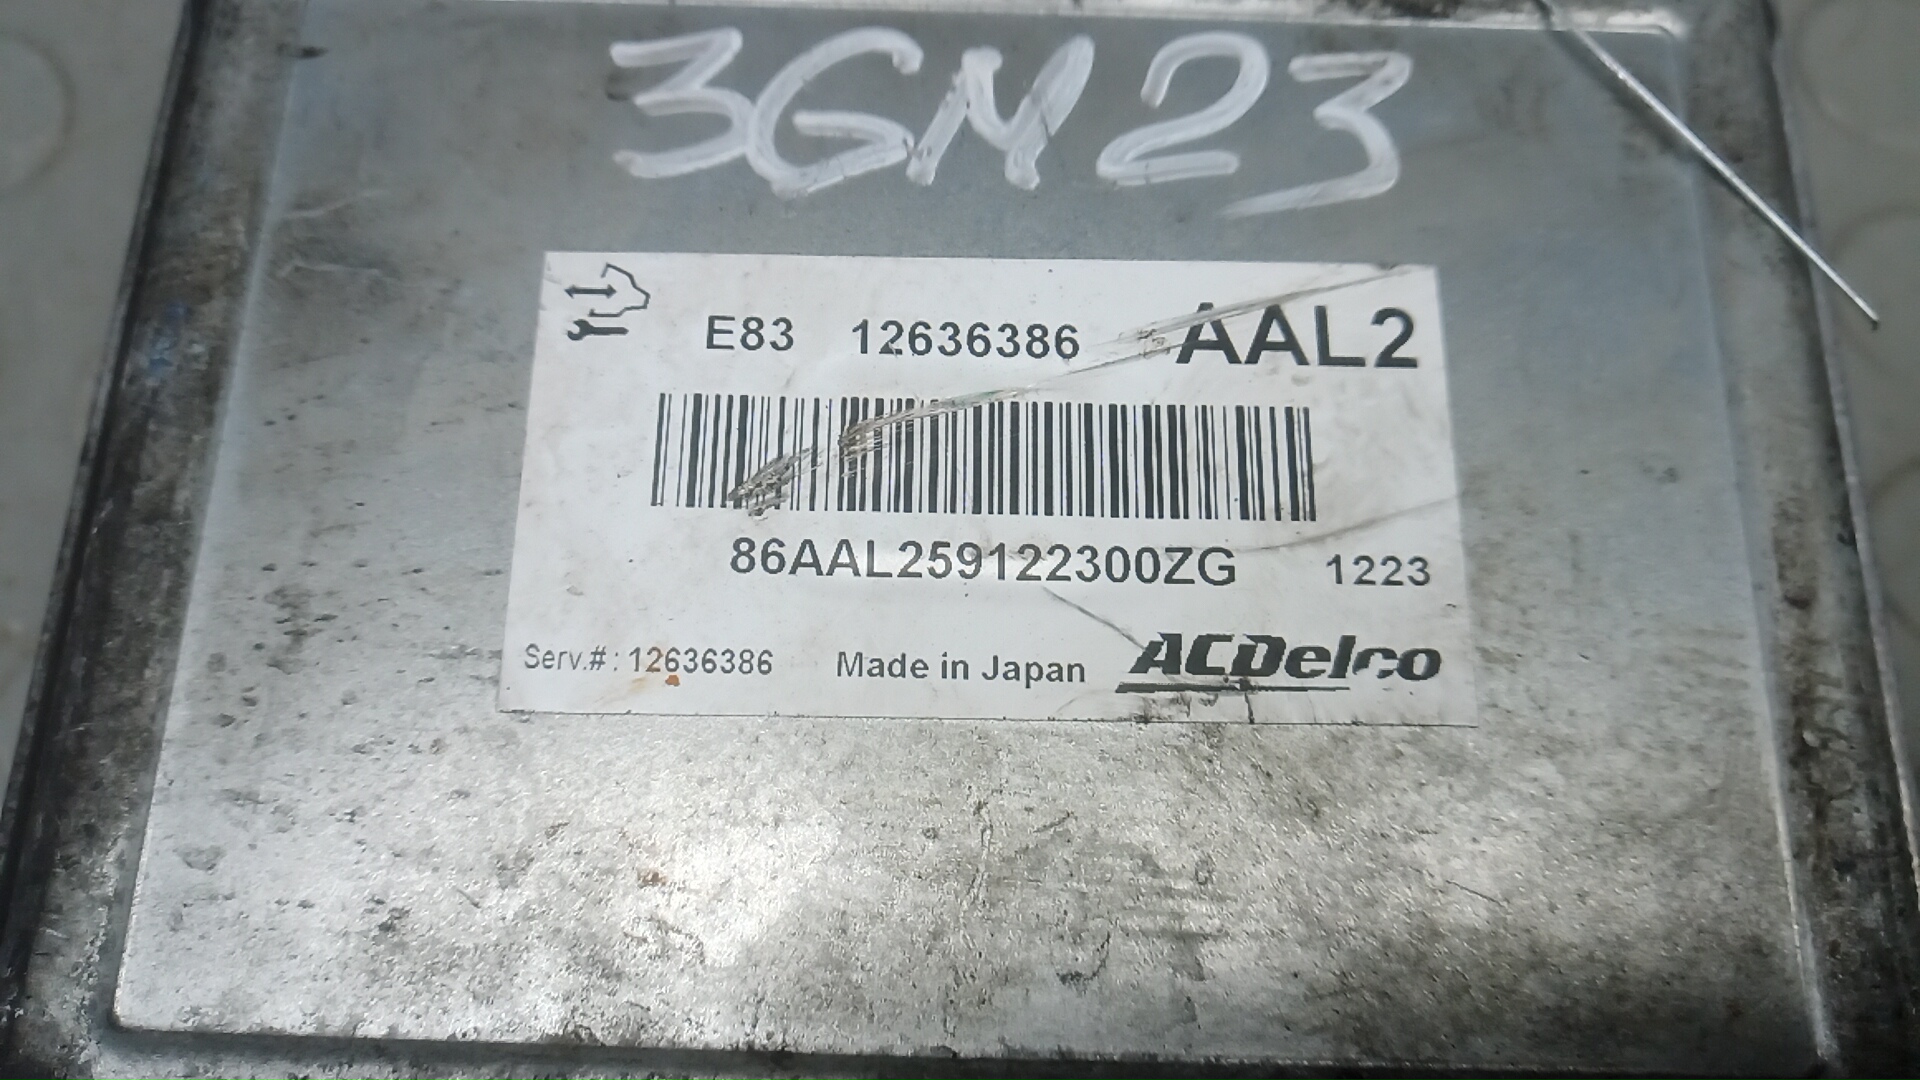 3GM23
E83 12636386 AAL2
86AAL259122300ZG 1223
Serv.#: 12636386 Made in Japan ACDelco